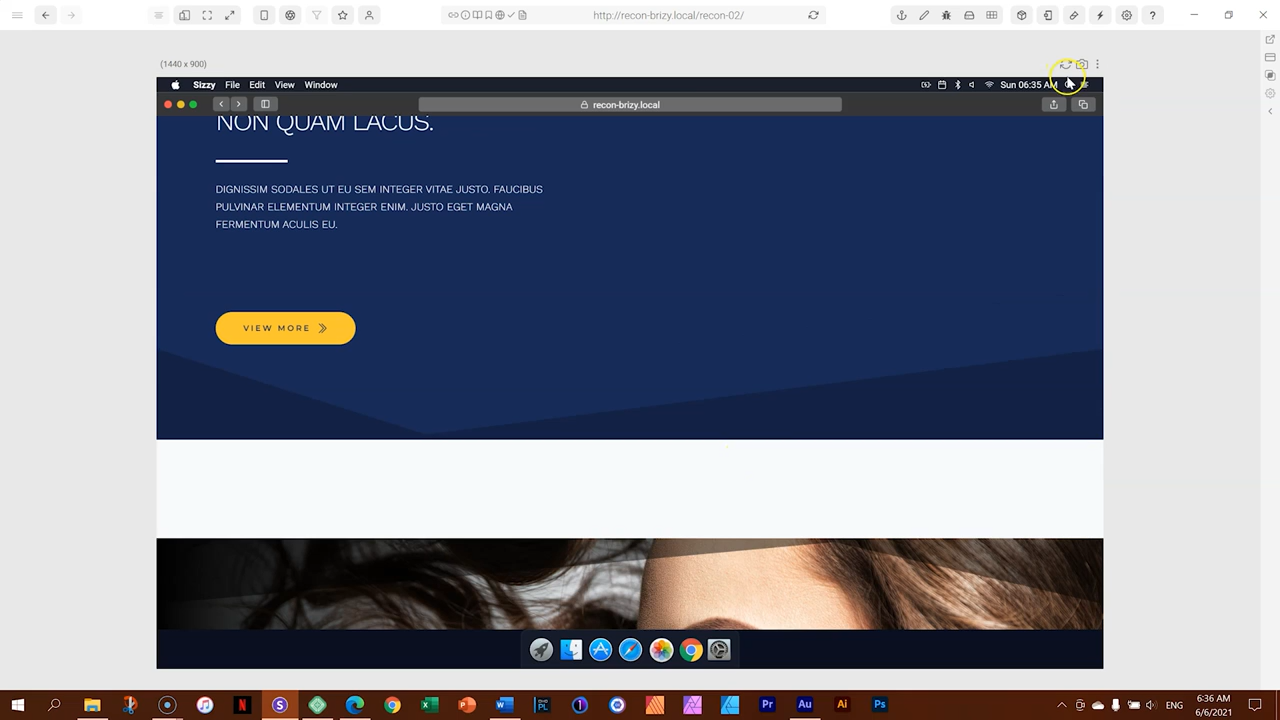 http://recon-brizy.local/recon-02/
(1440 x 900)
Sizzy File Edit View Window
Sun 06:35 AM
recon-brizy.local
NON QUAM LACUS.
DIGNISSIM SODALES UT EU SEM INTEGER VITAE JUSTO. FAUCIBUS
PULVINAR ELEMENTUM INTEGER ENIM. JUSTO EGET MAGNA
FERMENTUM ACULIS EU.
VIEW MORE
ENG
6:36 AM
6/6/2021